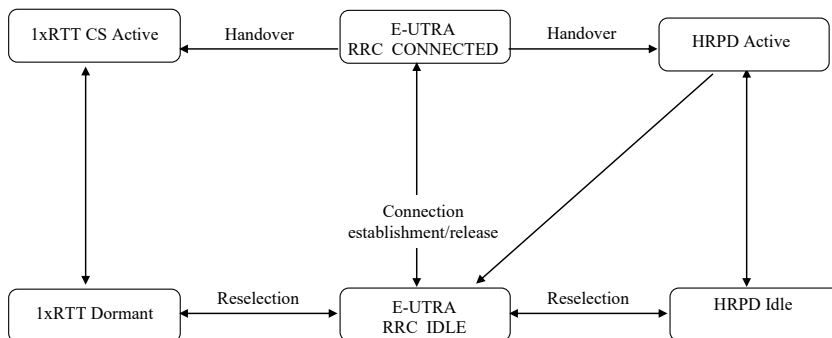 1xRTT CS Active
Handover
E-UTRA
RRC CONNECTED
Handover
HRPD Active
Connection
establishment/release
1xRTT Dormant
Reselection
E-UTRA
RRC IDLE
Reselection
HRPD Idle